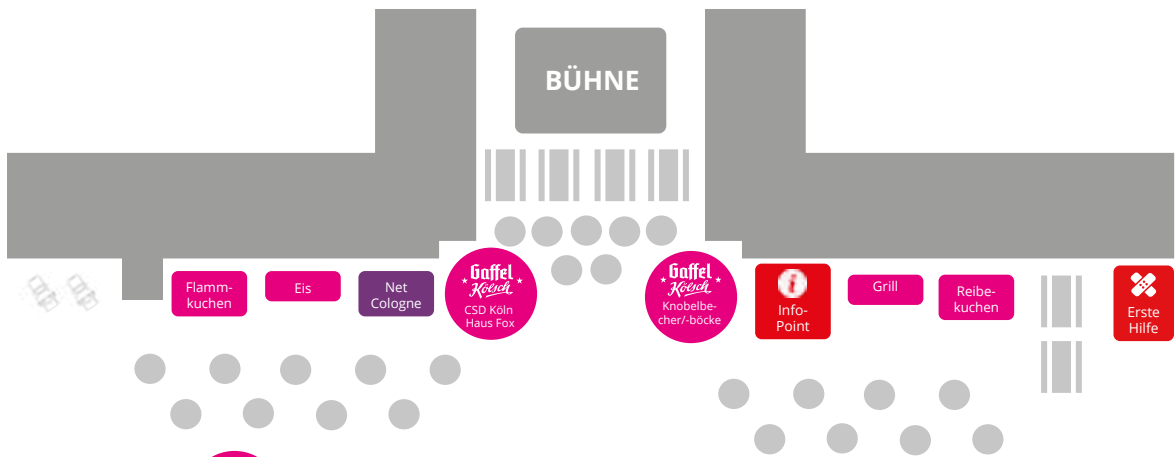 BÜHNE
Flamm-
kuchen
Eis
Net
Cologne
Gaffel
Kölsch
CSD Köln
Haus Fox
Gaffel
Kölsch
Knobelbe-
cher/-böcke
i
Info-
Point
Grill
Reibe-
kuchen
Erste
Hilfe